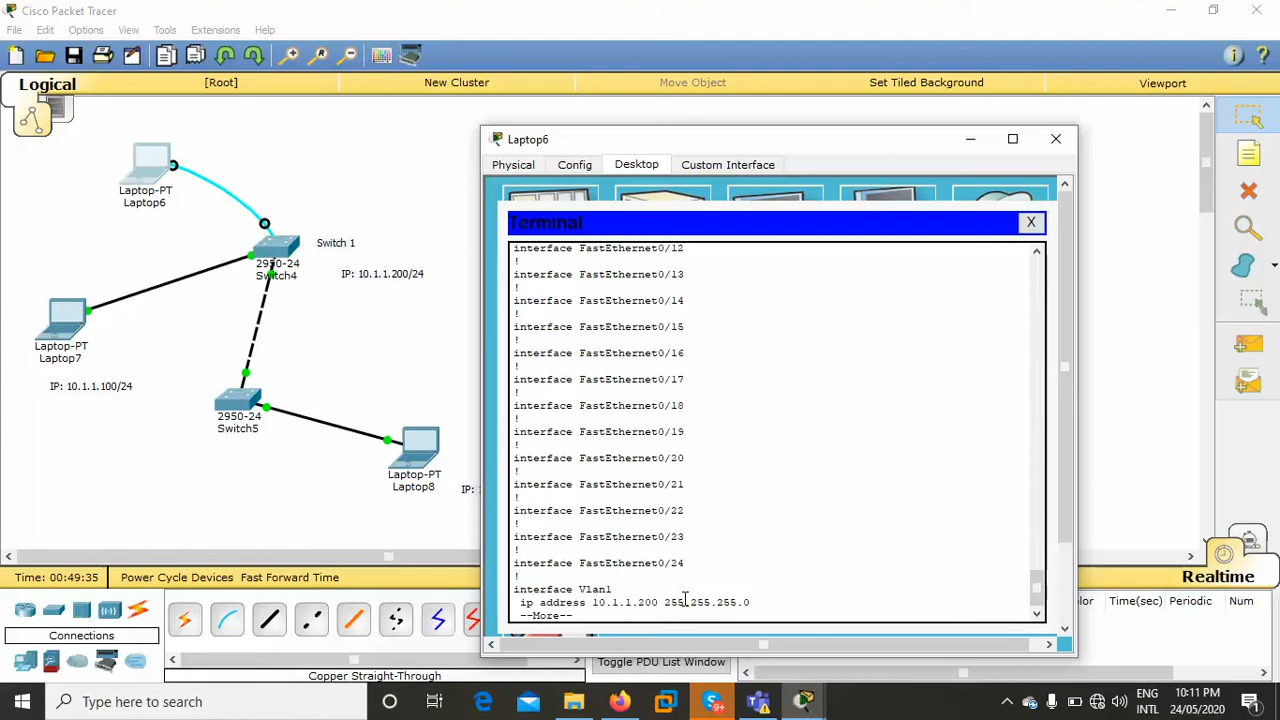 Cisco Packet Tracer
File Edit Options View Tools Extensions Help
Logical [Root] New Cluster Move Object Set Tiled Background Viewport
Laptop-PT
Laptop6
Switch 1
2950-24
Switch4
IP: 10.1.1.200/24
Laptop-PT
Laptop7
IP: 10.1.1.100/24
2950-24
Switch5
Laptop-PT
Laptop8
IP:
Laptop6
Physical Config Desktop Custom Interface
Terminal X
interface FastEthernet0/12
!
interface FastEthernet0/13
!
interface FastEthernet0/14
!
interface FastEthernet0/15
!
interface FastEthernet0/16
!
interface FastEthernet0/17
!
interface FastEthernet0/18
!
interface FastEthernet0/19
!
interface FastEthernet0/20
!
interface FastEthernet0/21
!
interface FastEthernet0/22
!
interface FastEthernet0/23
!
interface FastEthernet0/24
!
interface Vlan1
ip address 10.1.1.200 255.255.255.0
--More--
Time: 00:49:35 Power Cycle Devices Fast Forward Time Realtime
Connections
Copper Straight-Through
Toggle PDU List Window
Time(sec) Periodic Num
Type here to search
9+
ENG
INTL
10:11 PM
24/05/2020